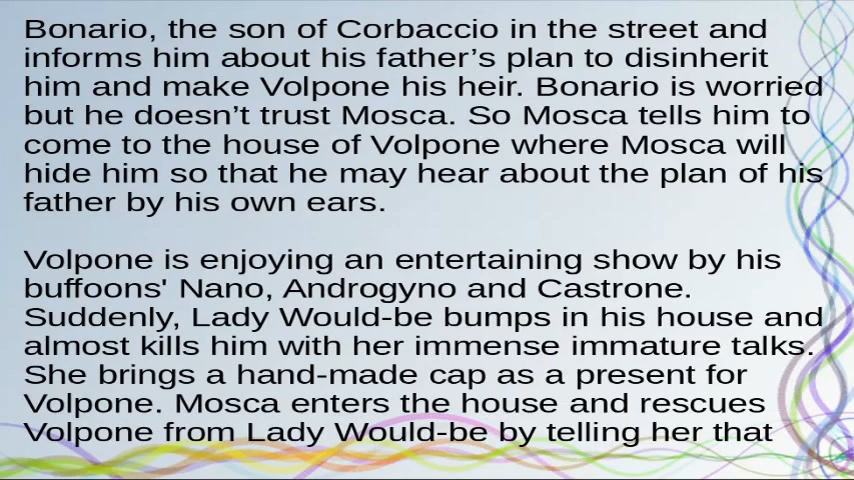 Bonario, the son of Corbaccio in the street and
informs him about his father’s plan to disinherit
him and make Volpone his heir. Bonario is worried
but he doesn’t trust Mosca. So Mosca tells him to
come to the house of Volpone where Mosca will
hide him so that he may hear about the plan of his
father by his own ears.

Volpone is enjoying an entertaining show by his
buffoons' Nano, Androgyno and Castrone.
Suddenly, Lady Would-be bumps in his house and
almost kills him with her immense immature talks.
She brings a hand-made cap as a present for
Volpone. Mosca enters the house and rescues
Volpone from Lady Would-be by telling her that